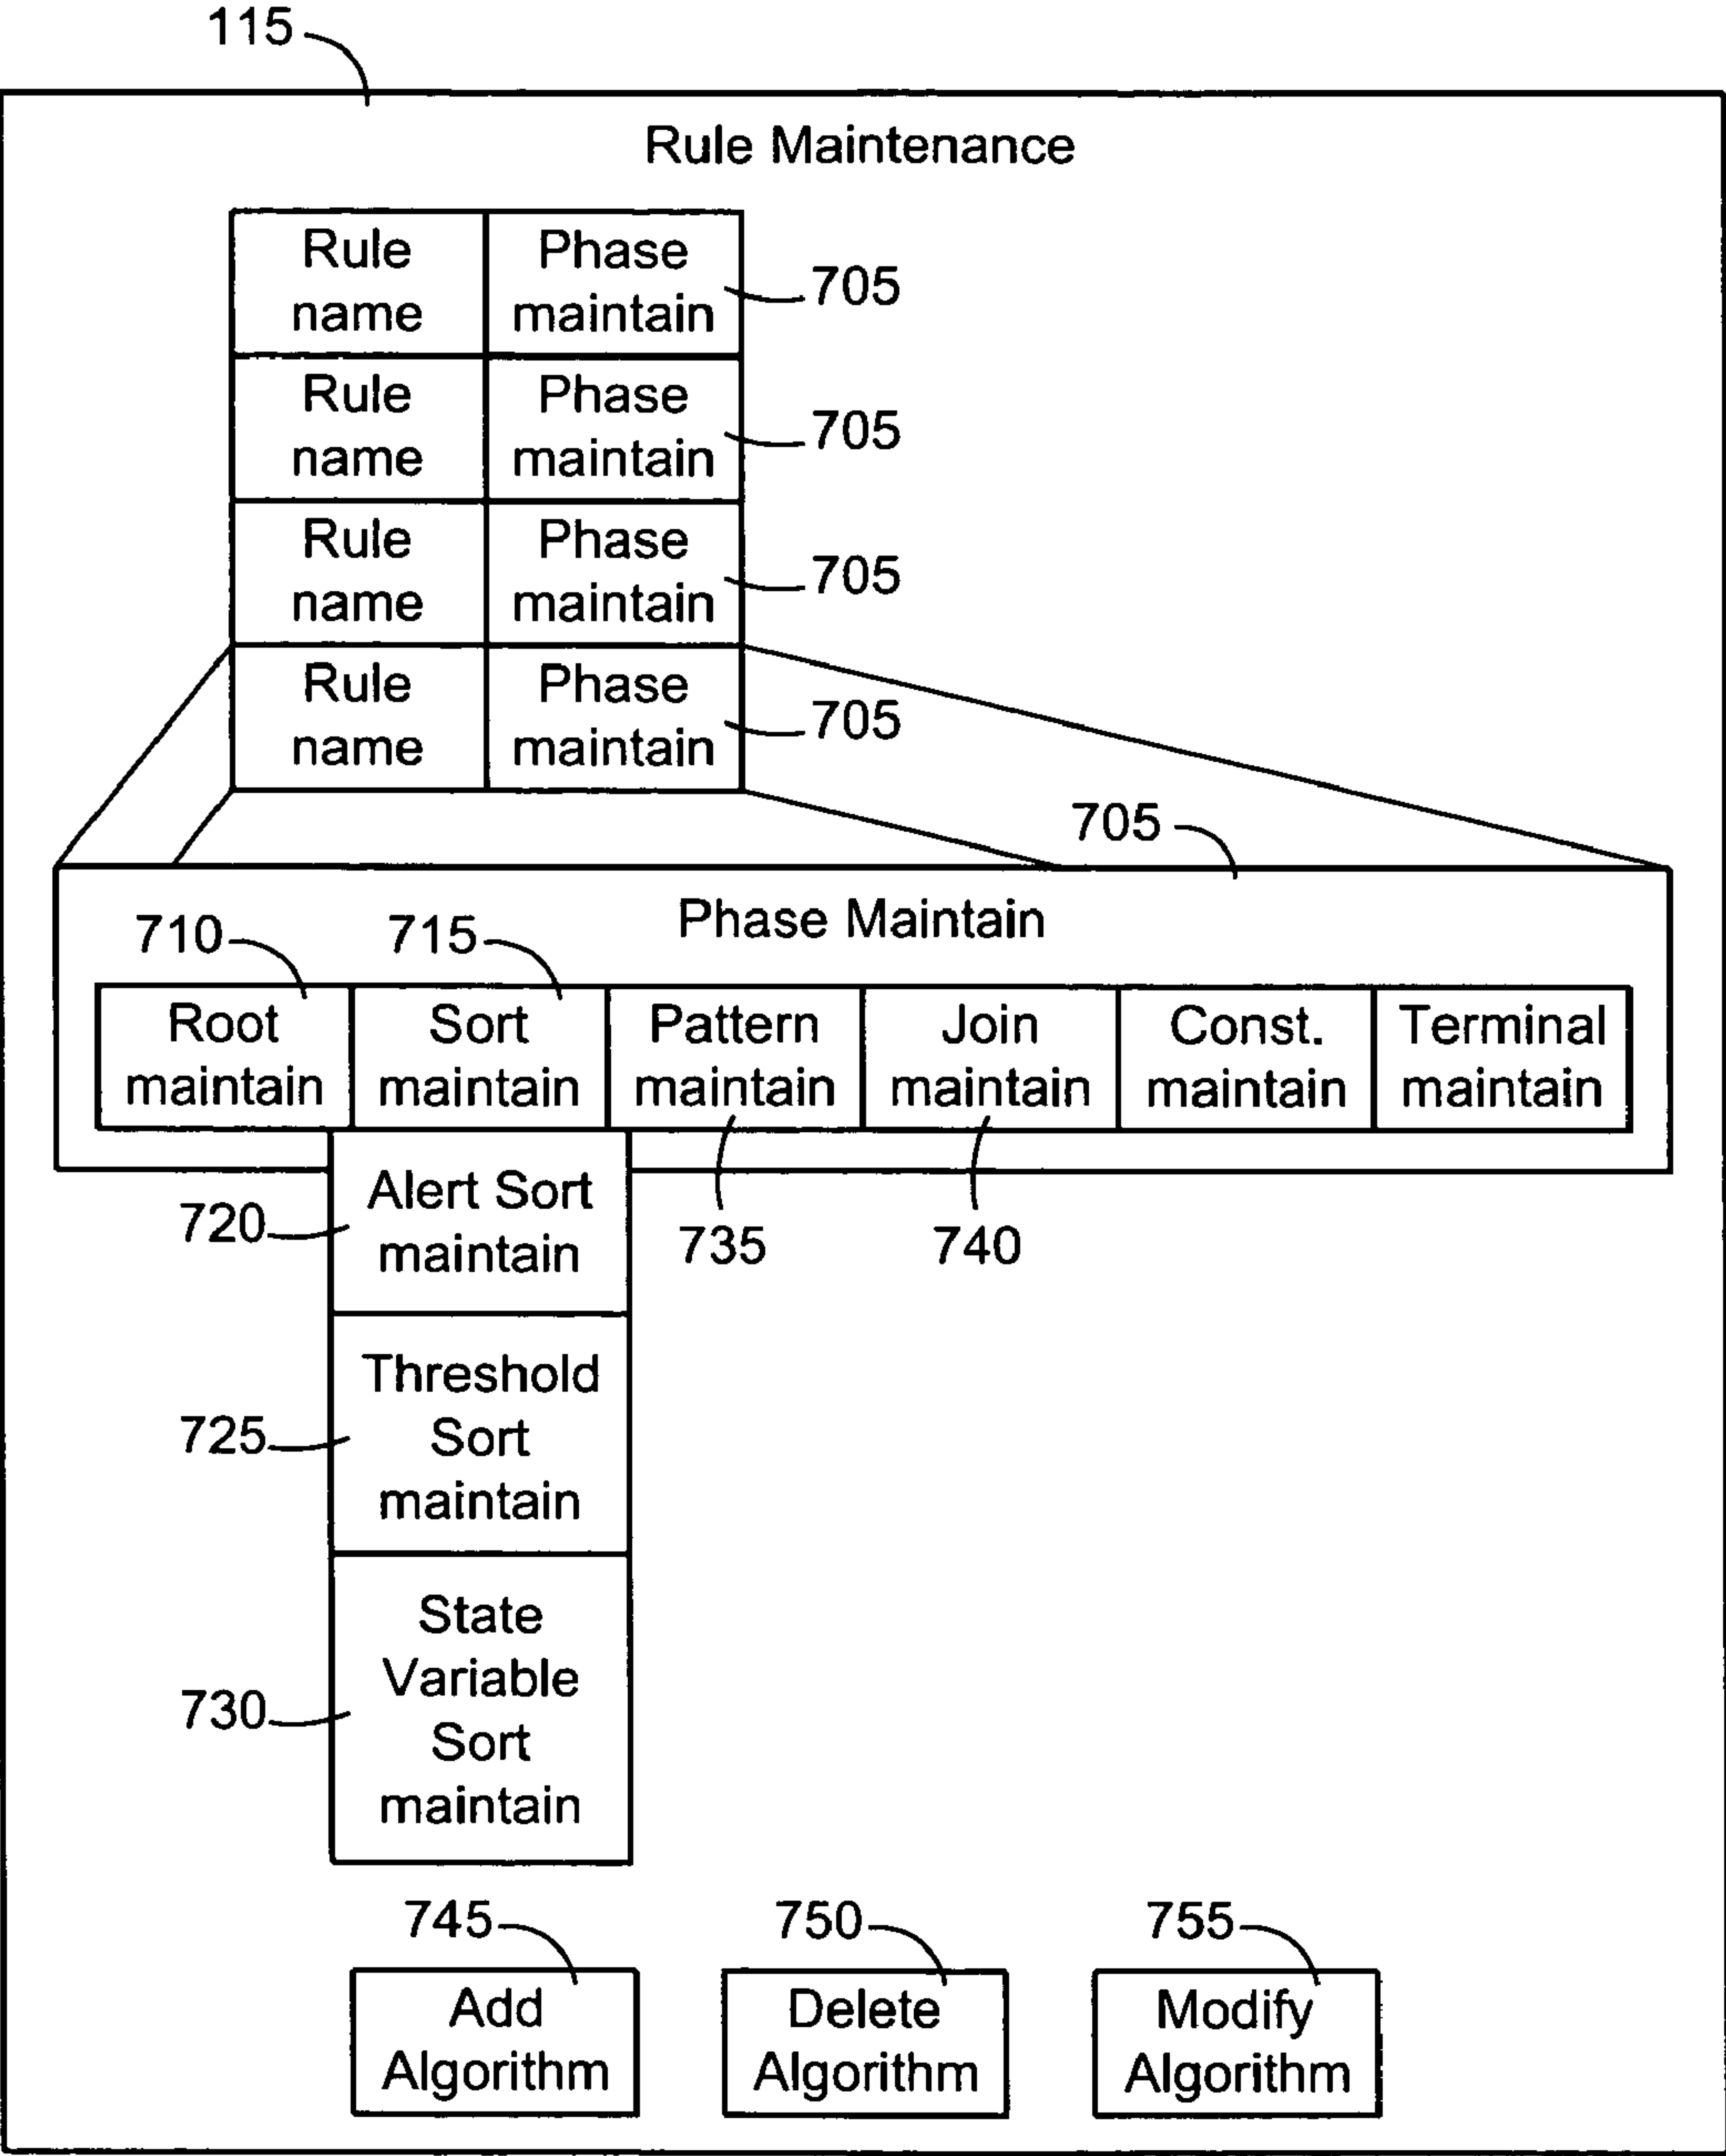 115
Rule Maintenance
Rule Phase
name maintain
705
Rule Phase
name maintain
705
Rule Phase
name maintain
705
Rule Phase
name maintain
705
705
Phase Maintain
710 715
Root Sort Pattern Join Const. Terminal
maintain maintain maintain maintain maintain maintain
720
Alert Sort
maintain
735 740
725
Threshold
Sort
maintain
730
State
Variable
Sort
maintain
745 750 755
Add Delete Modify
Algorithm Algorithm Algorithm